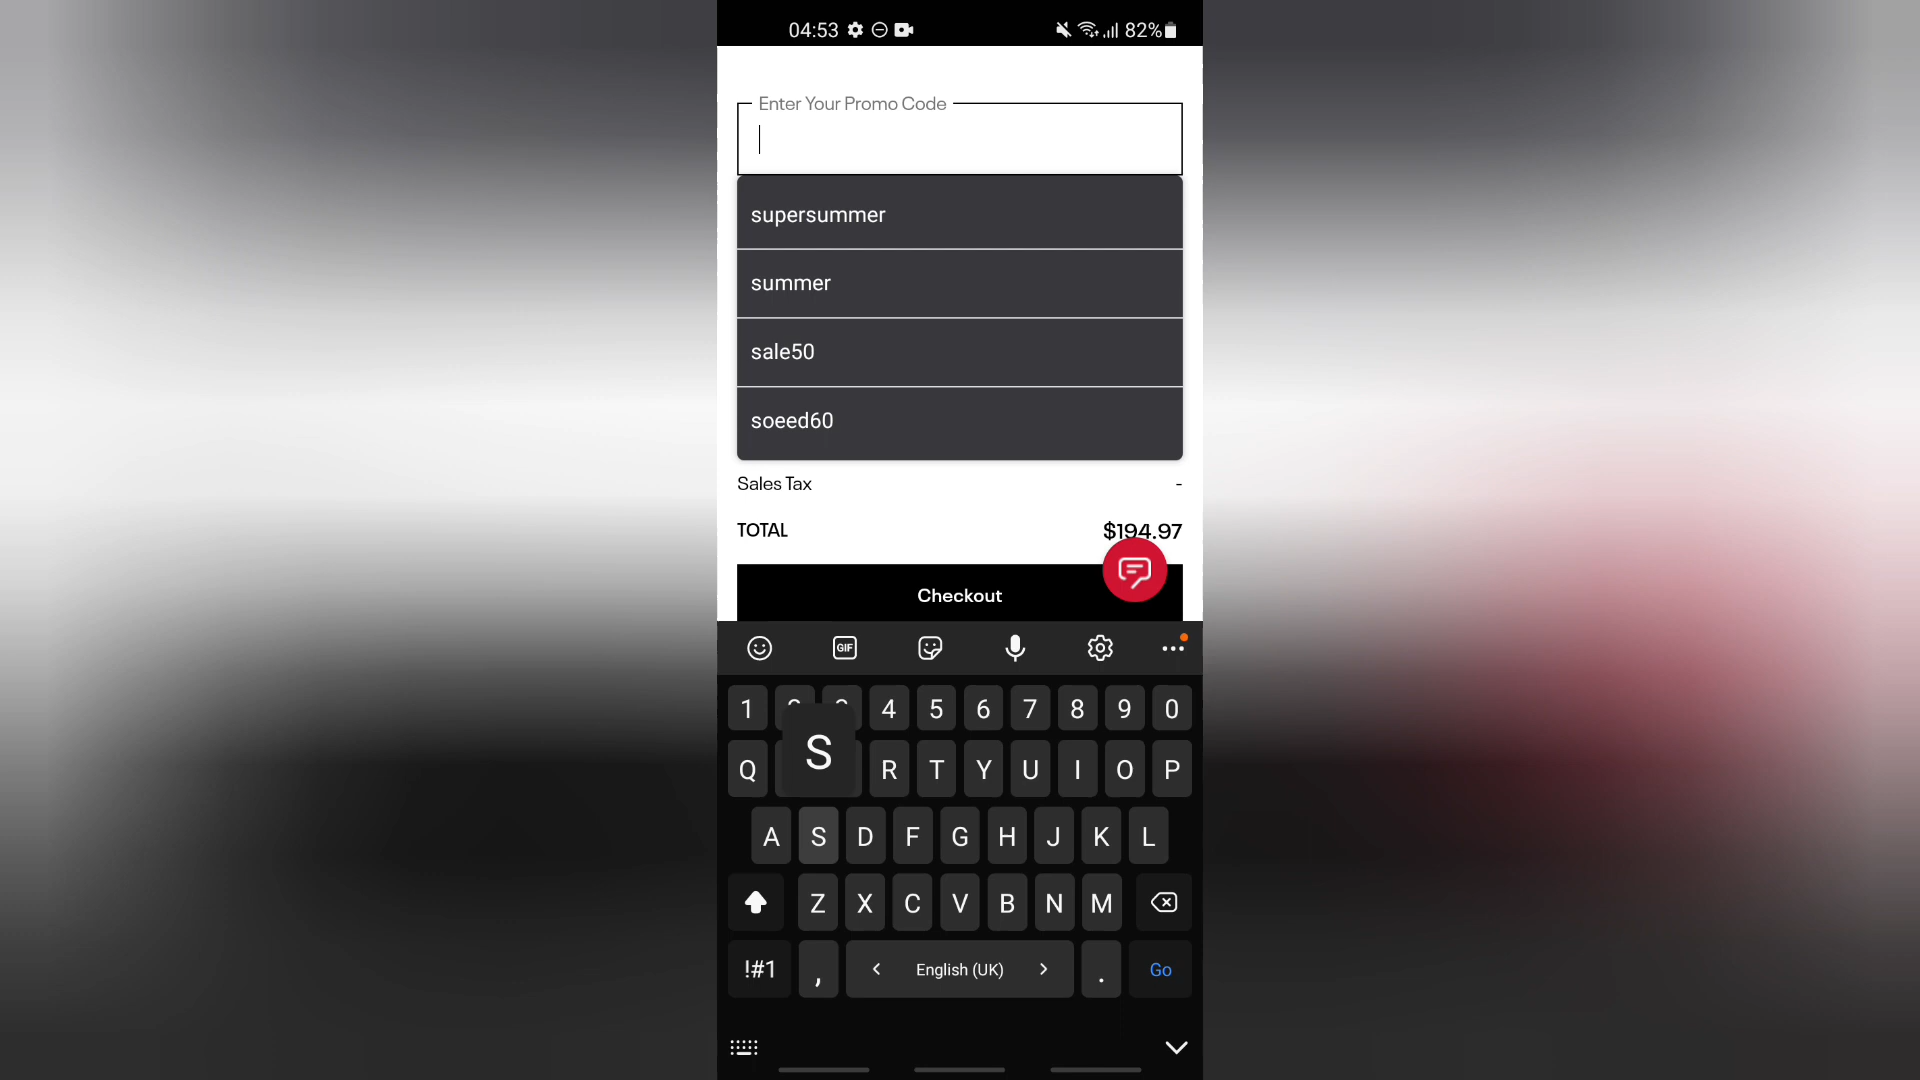 04:53 82%
Enter Your Promo Code
supersummer
summer
sale50
soeed60
Sales Tax -
TOTAL $194.97
Checkout
GIF
1 4 5 6 7 8 9 0
S
Q R T Y U I O P
A S D F G H J K L
Z X C V B N M
!#1 , < English (UK) > . Go